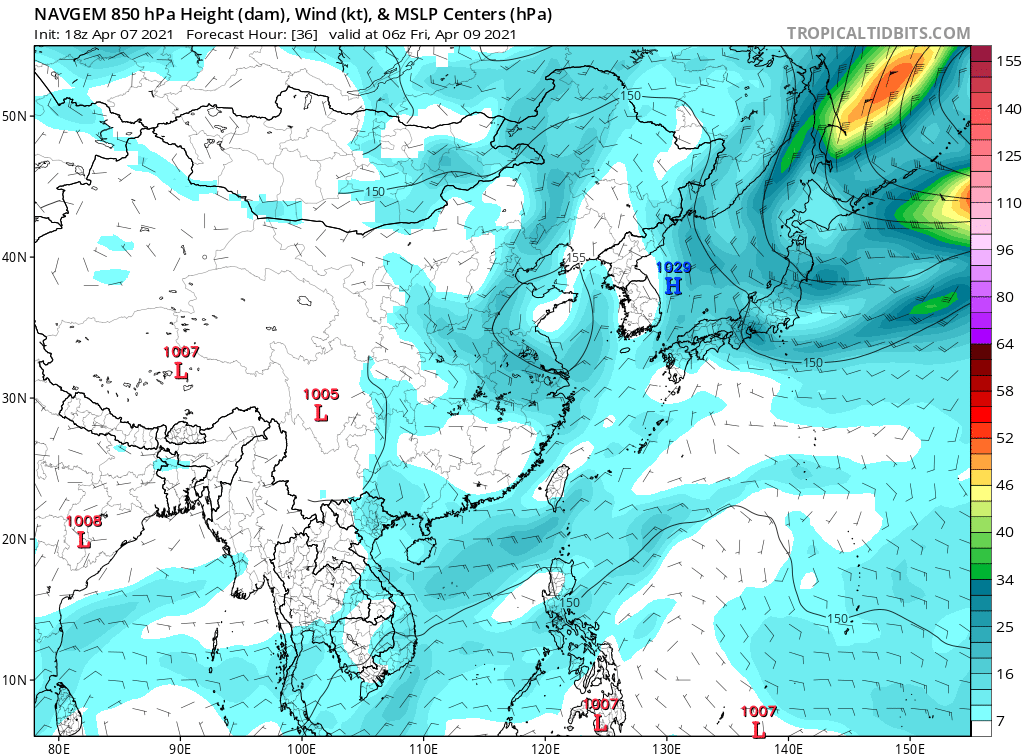 NAVGEM 850 hPa Height (dam), Wind (kt), & MSLP Centers (hPa)
Init: 18z Apr 07 2021 Forecast Hour: [36] valid at 06z Fri, Apr 09 2021
TROPICALTIDBITS.COM
155
150
50N
140
125
150
110
40N
155
1029
H
96
80
64
1007
L
150
58
30N
1005
L
52
46
1008
L
40
20N
34
150
150
25
10N
16
1007
L
1007
L
7
80E
90E
100E
110E
120E
130E
140E
150E